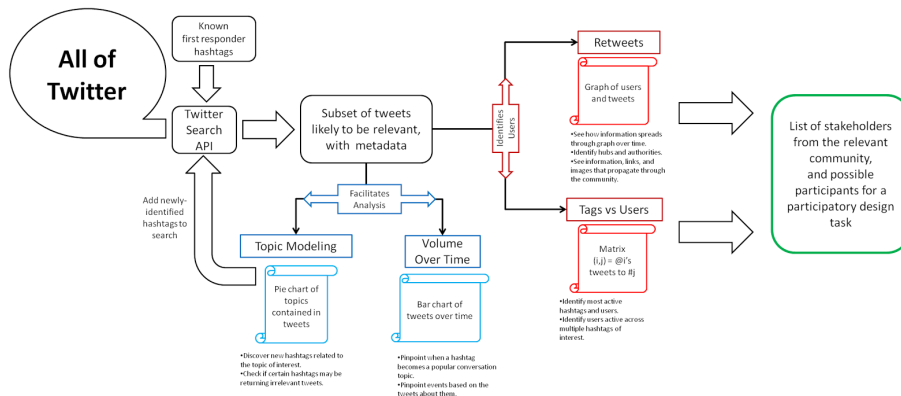 All of
Twitter
Known
first responder
hashtags
Twitter
Search
API
Subset of tweets
likely to be relevant,
with metadata
Identifies
Users
Retweets
Graph of users
and tweets
•See how information spreads
through graph over time.
•Identify hubs and authorities.
•See information, links, and
images that propagate through
the community.
List of stakeholders
from the relevant
community,
and possible
participants for a
participatory design
task
Add newly-
identified
hashtags to
search
Facilitates
Analysis
Topic Modeling
Pie chart of
topics
contained in
tweets
•Discover new hashtags related to
the topic of interest.
•Check if certain hashtags may be
returning irrelevant tweets.
Volume
Over Time
Bar chart of
tweets over time
•Pinpoint when a hashtag
becomes a popular conversation
topic.
•Pinpoint events based on the
tweets about them.
Tags vs Users
Matrix
(i,j) = @i's
tweets to #j
•Identify most active
hashtags and users.
•Identify users active across
multiple hashtags of
interest.